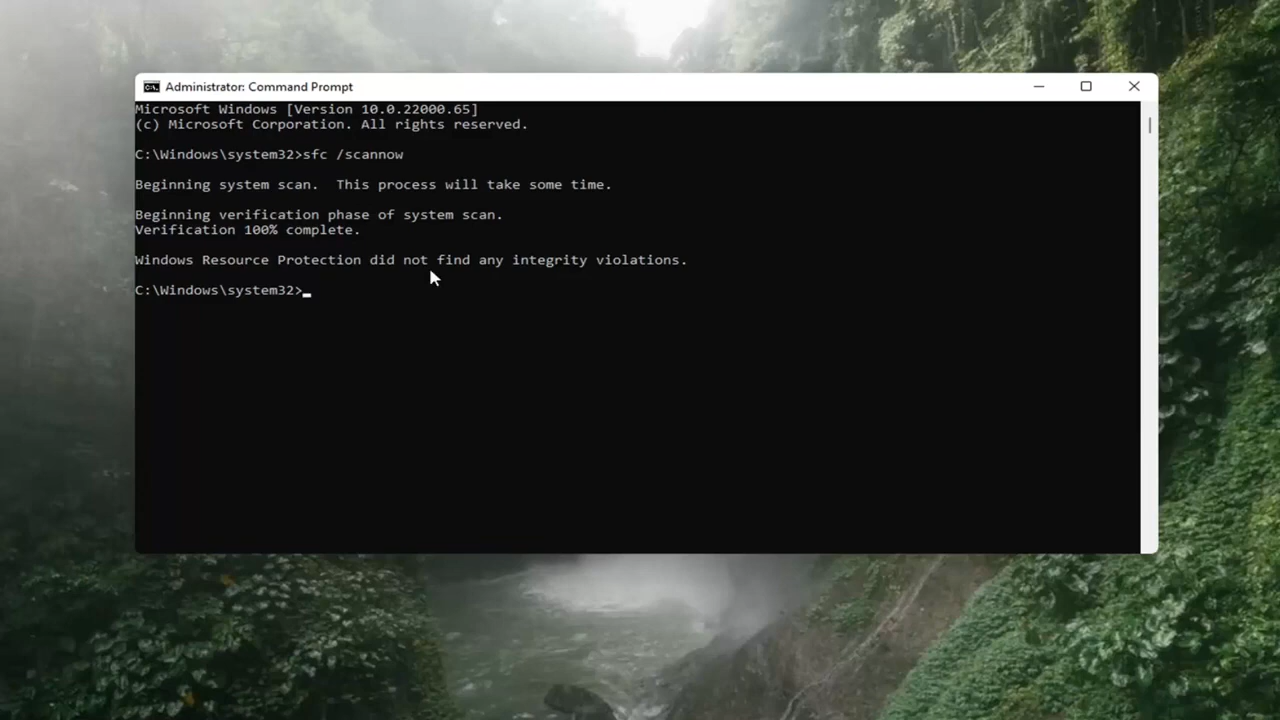 Administrator: Command Prompt
Microsoft Windows [Version 10.0.22000.65]
(c) Microsoft Corporation. All rights reserved.
C:\Windows\system32>sfc /scannow
Beginning system scan.  This process will take some time.
Beginning verification phase of system scan.
Verification 100% complete.
Windows Resource Protection did not find any integrity violations.
C:\Windows\system32>